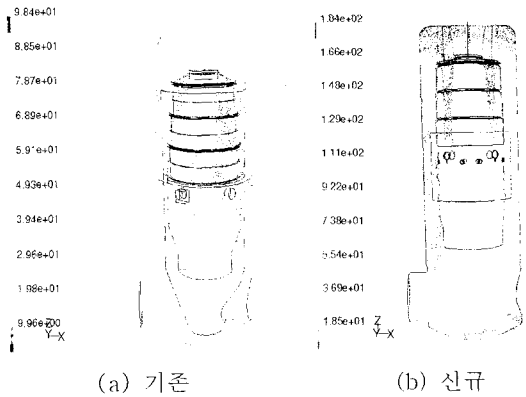 9.84e+01
8.85e+01
7.87e+01
6.89e+01
5.91e+01
4.93e+01
3.94e+01
2.96e+01
1.98e+01
9.96e+00
Z
Y-X
(a) 기존
1.84e+02
1.66e+02
1.48e+02
1.29e+02
1.11e+02
9.22e+01
7.38e+01
5.54e+01
3.69e+01
1.85e+01
Z
Y-X
(b) 신규